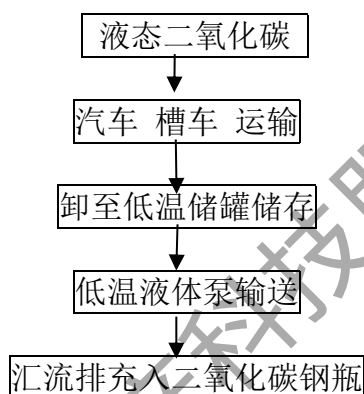 液态二氧化碳
汽车 槽车 运输
卸至低温储罐储存
低温液体泵输送
汇流排充入二氧化碳钢瓶
科技